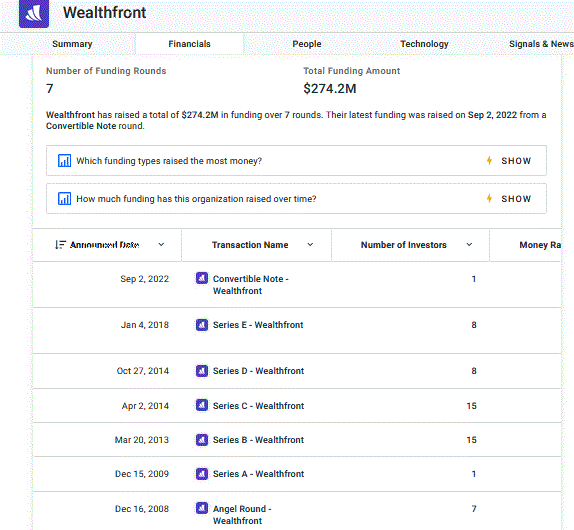 Wealthfront
Summary Financials People Technology Signals & News
Number of Funding Rounds Total Funding Amount
7 $274.2M
Wealthfront has raised a total of $274.2M in funding over 7 rounds. Their latest funding was raised on Sep 2, 2022 from a
Convertible Note round.
Which funding types raised the most money? SHOW
How much funding has this organization raised over time? SHOW
Announced Date Transaction Name Number of Investors Money Ra
Sep 2, 2022 Convertible Note - 1
Wealthfront
Jan 4, 2018 Series E - Wealthfront 8
Oct 27, 2014 Series D - Wealthfront 8
Apr 2, 2014 Series C - Wealthfront 15
Mar 20, 2013 Series B - Wealthfront 15
Dec 15, 2009 Series A - Wealthfront 1
Dec 16, 2008 Angel Round - 7
Wealthfront